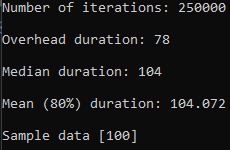 Number of iterations: 250000
Overhead duration: 78
Median duration: 104
Mean (80%) duration: 104.072
Sample data [100]